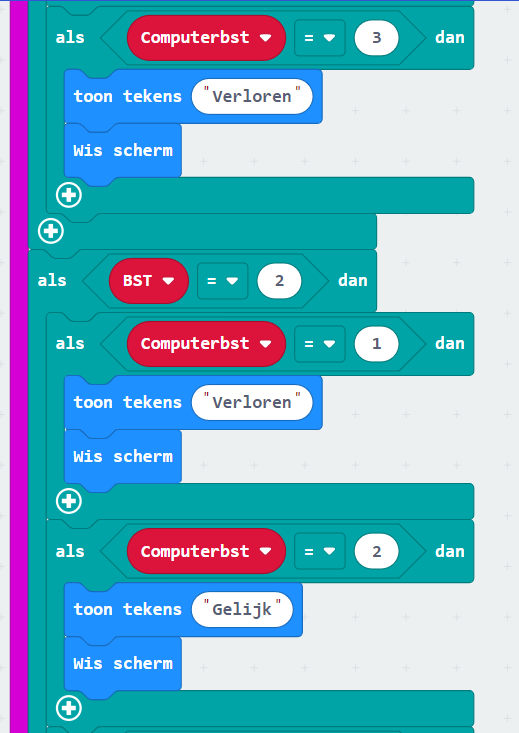 als Computerbst = 3 dan
toon tekens "Verloren"
Wis scherm
als BST = 2 dan
als Computerbst = 1 dan
toon tekens "Verloren"
Wis scherm
als Computerbst = 2 dan
toon tekens "Gelijk"
Wis scherm